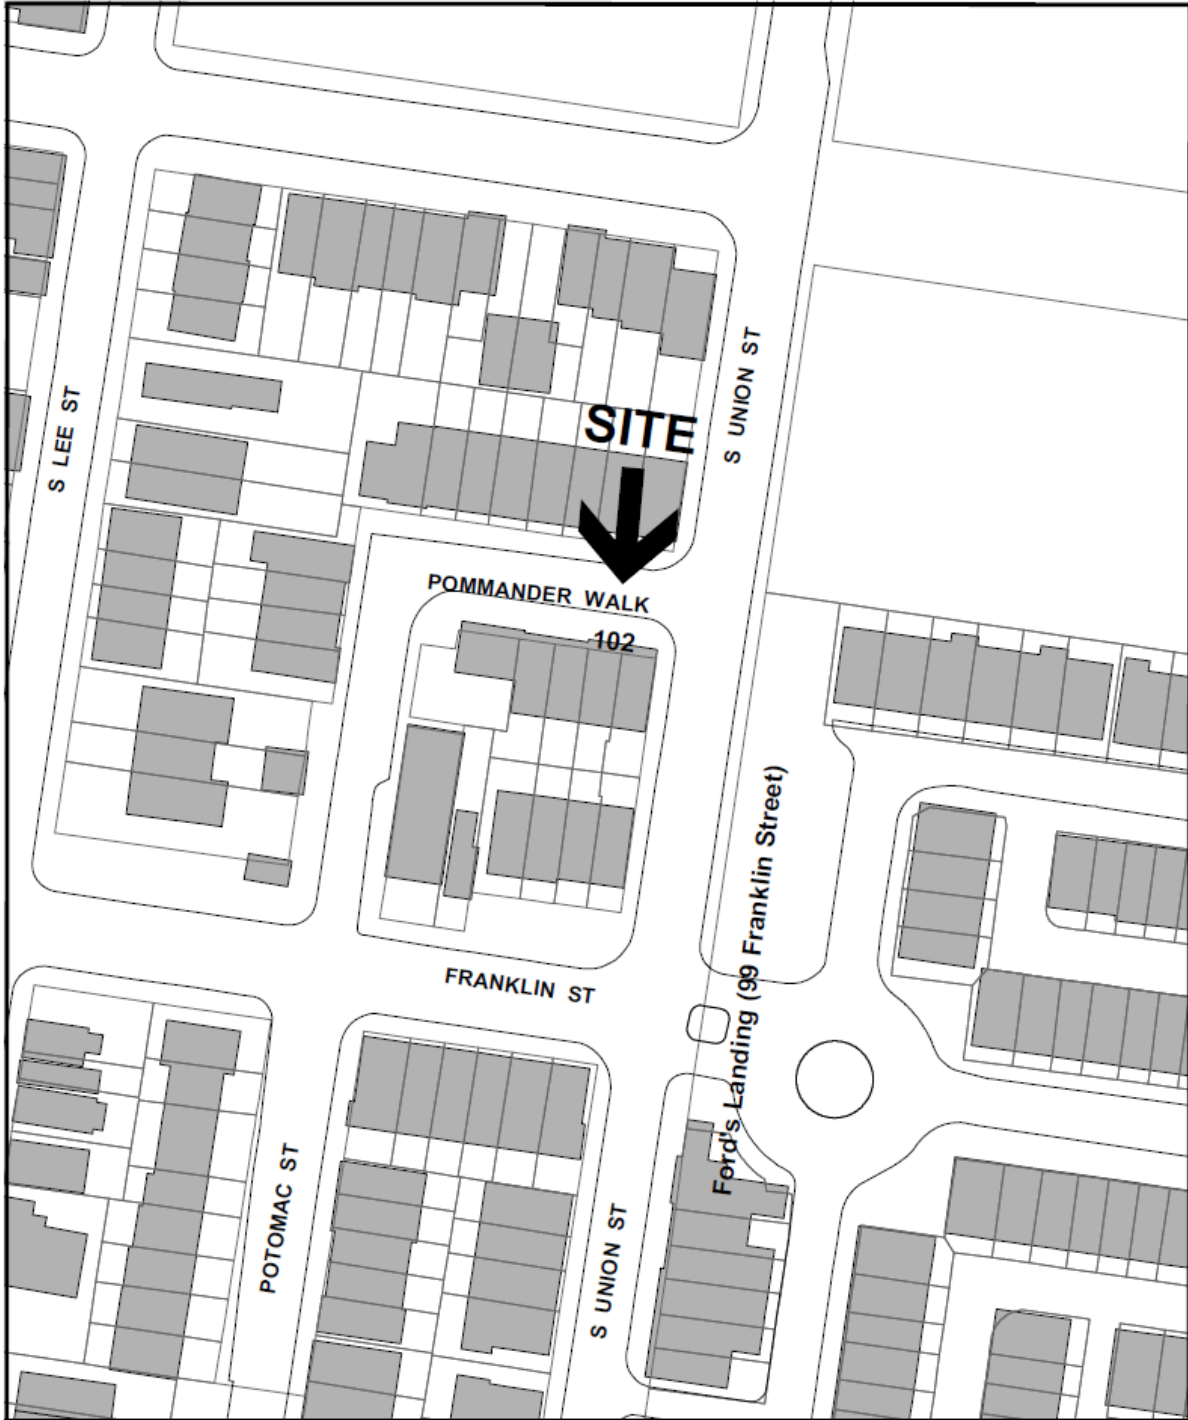 S UNION ST
S LEE ST
SITE
POMMANDER WALK
102
Ford's Landing (99 Franklin Street)
FRANKLIN ST
POTOMAC ST
S UNION ST